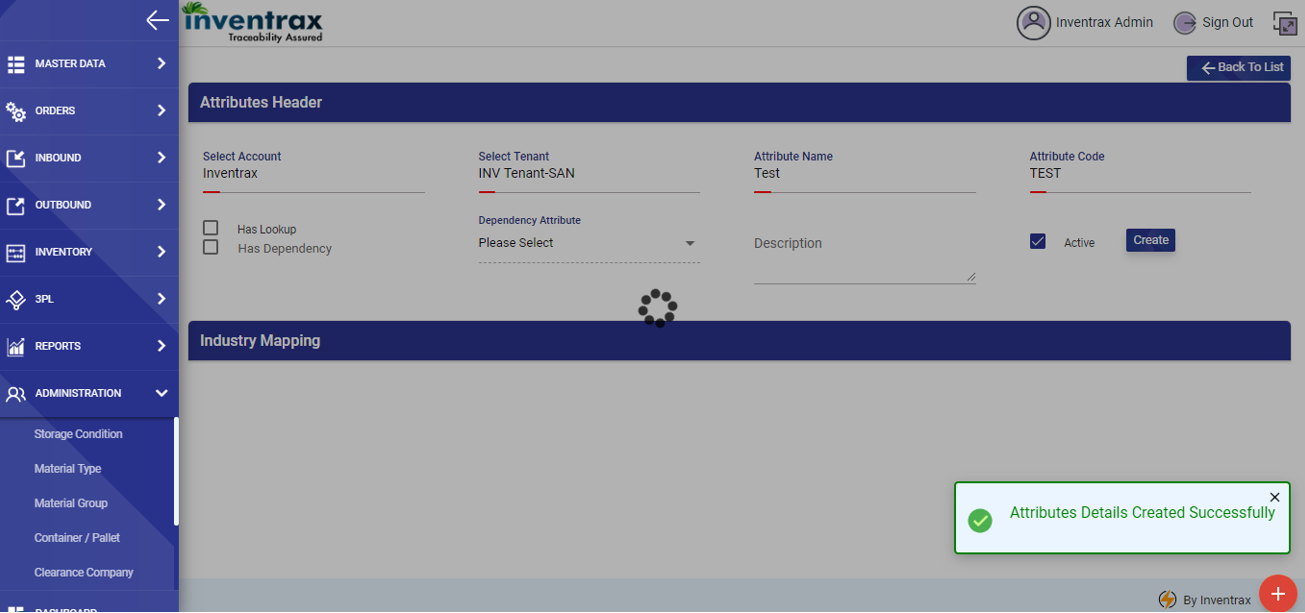 inventrax
Traceability Assured
Inventrax Admin
Sign Out
MASTER DATA
ORDERS
INBOUND
OUTBOUND
INVENTORY
3PL
REPORTS
ADMINISTRATION
Storage Condition
Material Type
Material Group
Container / Pallet
Clearance Company
DASHBOARD
Back To List
Attributes Header
Select Account
Inventrax
Select Tenant
INV Tenant-SAN
Attribute Name
Test
Attribute Code
TEST
Has Lookup
Has Dependency
Dependency Attribute
Please Select
Description
Active
Create
Industry Mapping
Attributes Details Created Successfully
By Inventrax